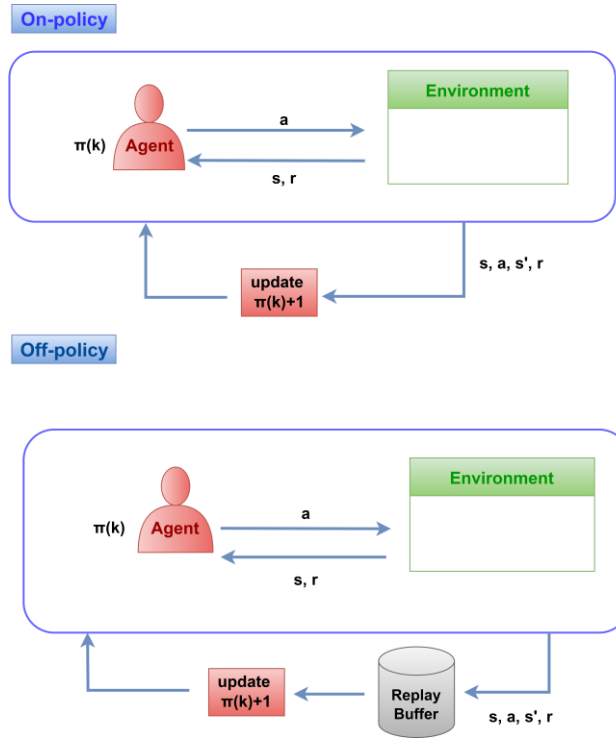 On-policy
Environment
a
Agent
π(k)
s, r
s, a, s', r
update
π(k)+1
Off-policy
Environment
a
Agent
π(k)
s, r
update
π(k)+1
Replay
Buffer
s, a, s', r